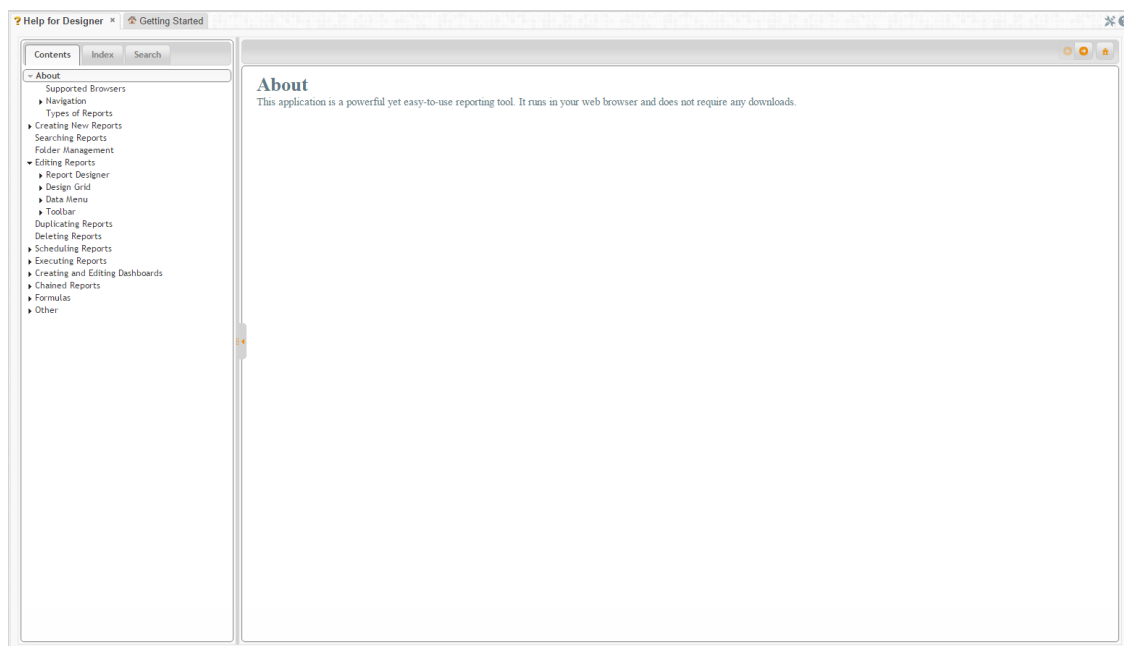 Help for Designer × Getting Started
Contents Index Search
About
Supported Browsers
Navigation
Types of Reports
Creating New Reports
Searching Reports
Folder Management
Editing Reports
Report Designer
Design Grid
Data Menu
Toolbar
Duplicating Reports
Deleting Reports
Scheduling Reports
Executing Reports
Creating and Editing Dashboards
Chained Reports
Formulas
Other
About
This application is a powerful yet easy-to-use reporting tool. It runs in your web browser and does not require any downloads.